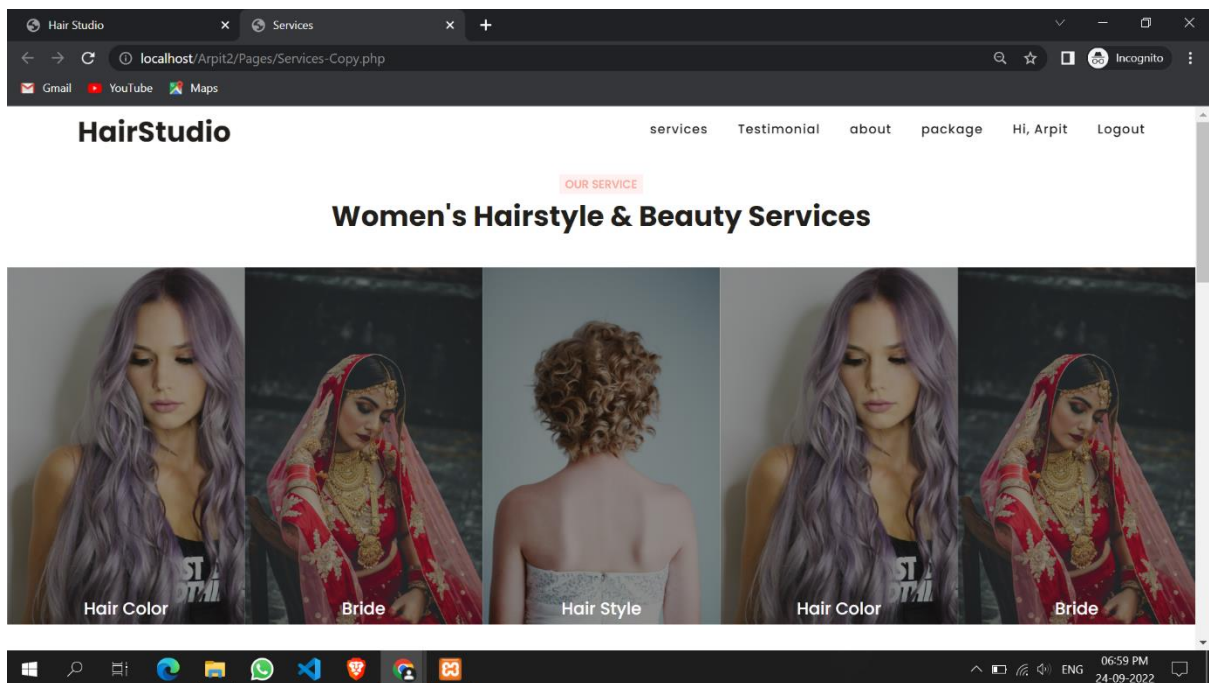 Hair Studio Services
localhost/Arpit2/Pages/Services-Copy.php Incognito
Gmail YouTube Maps
HairStudio services Testimonial about package Hi, Arpit Logout
OUR SERVICE
Women's Hairstyle & Beauty Services
Hair Color Bride Hair Style Hair Color Bride
ENG 06:59 PM
24-09-2022